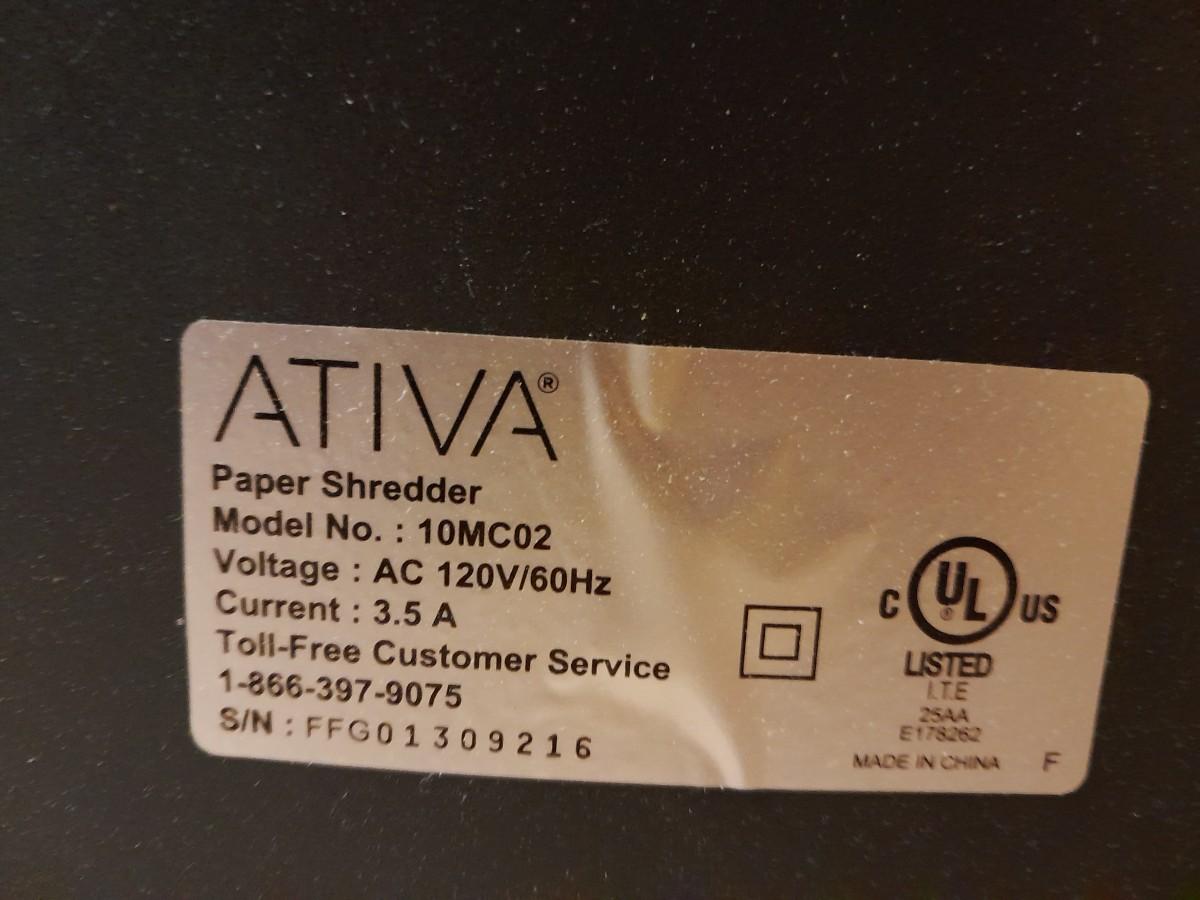 ATIVA®
Paper Shredder
Model No. : 10MC02
Voltage : AC 120V/60Hz
Current : 3.5 A
Toll-Free Customer Service
1-866-397-9075
S/N : FFG01309216
C UL® US
LISTED
I.T.E
25AA
E178262
MADE IN CHINA F